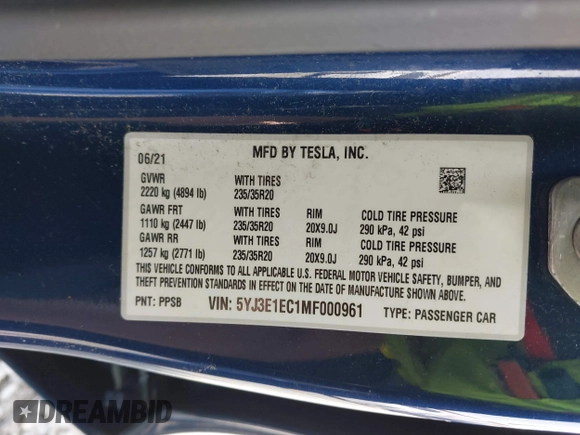 06/21 MFD BY TESLA, INC.
GVWR WITH TIRES
2220 kg (4894 lb) 235/35R20
GAWR FRT WITH TIRES RIM COLD TIRE PRESSURE
1110 kg (2447 lb) 235/35R20 20X9.0J 290 kPa, 42 psi
GAWR RR WITH TIRES RIM COLD TIRE PRESSURE
1257 kg (2771 lb) 235/35R20 20X9.0J 290 kPa, 42 psi
THIS VEHICLE CONFORMS TO ALL APPLICABLE U.S. FEDERAL MOTOR VEHICLE SAFETY, BUMPER, AND
THEFT PREVENTION STANDARDS IN EFFECT ON THE DATE OF MANUFACTURE SHOWN ABOVE.
PNT: PPSB VIN: 5YJ3E1EC1MF000961 TYPE: PASSENGER CAR
DREAMBID